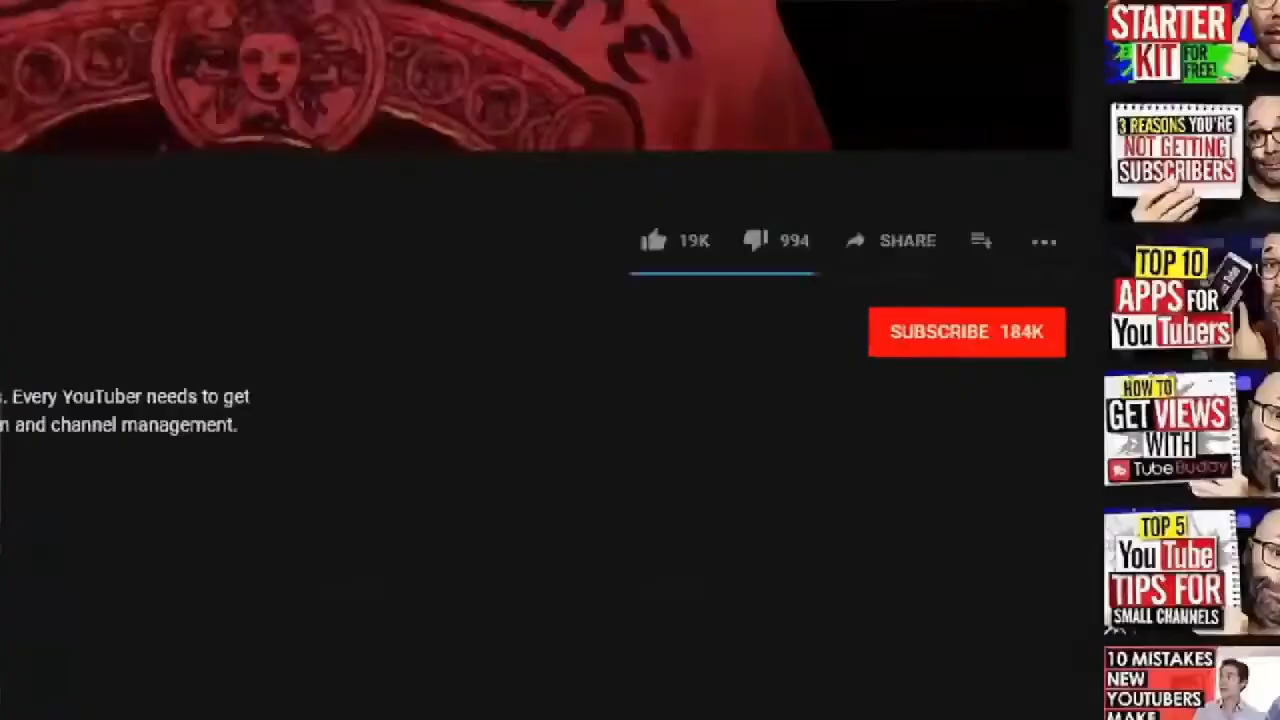 STARTER
KIT FOR
FREE!
3 REASONS YOU'RE
NOT GETTING
SUBSCRIBERS
19K 994 SHARE
TOP 10
APPS FOR
YouTubers
SUBSCRIBE 184K
. Every YouTuber needs to get
n and channel management.
HOW TO
GET VIEWS
WITH
TubeBuddy
TOP 5
YouTube
TIPS FOR
SMALL CHANNELS
10 MISTAKES
NEW
YOUTUBERS
MAKE